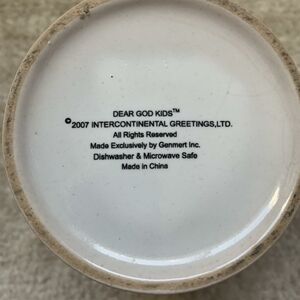 DEAR GOD KIDS™
©2007 INTERCONTINENTAL GREETINGS,LTD.
All Rights Reserved
Made Exclusively by Genmert Inc.
Dishwasher & Microwave Safe
Made in China